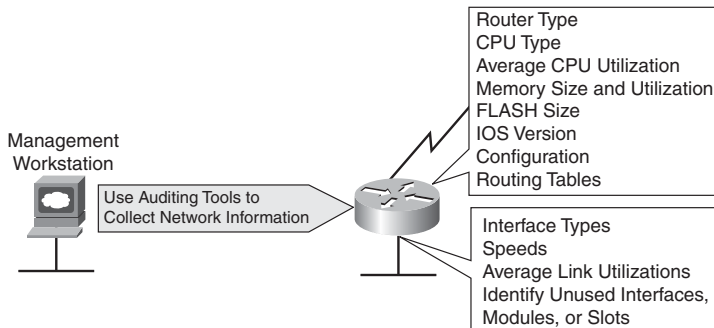 Management
Workstation
Use Auditing Tools to
Collect Network Information
Router Type
CPU Type
Average CPU Utilization
Memory Size and Utilization
FLASH Size
IOS Version
Configuration
Routing Tables
Interface Types
Speeds
Average Link Utilizations
Identify Unused Interfaces,
Modules, or Slots